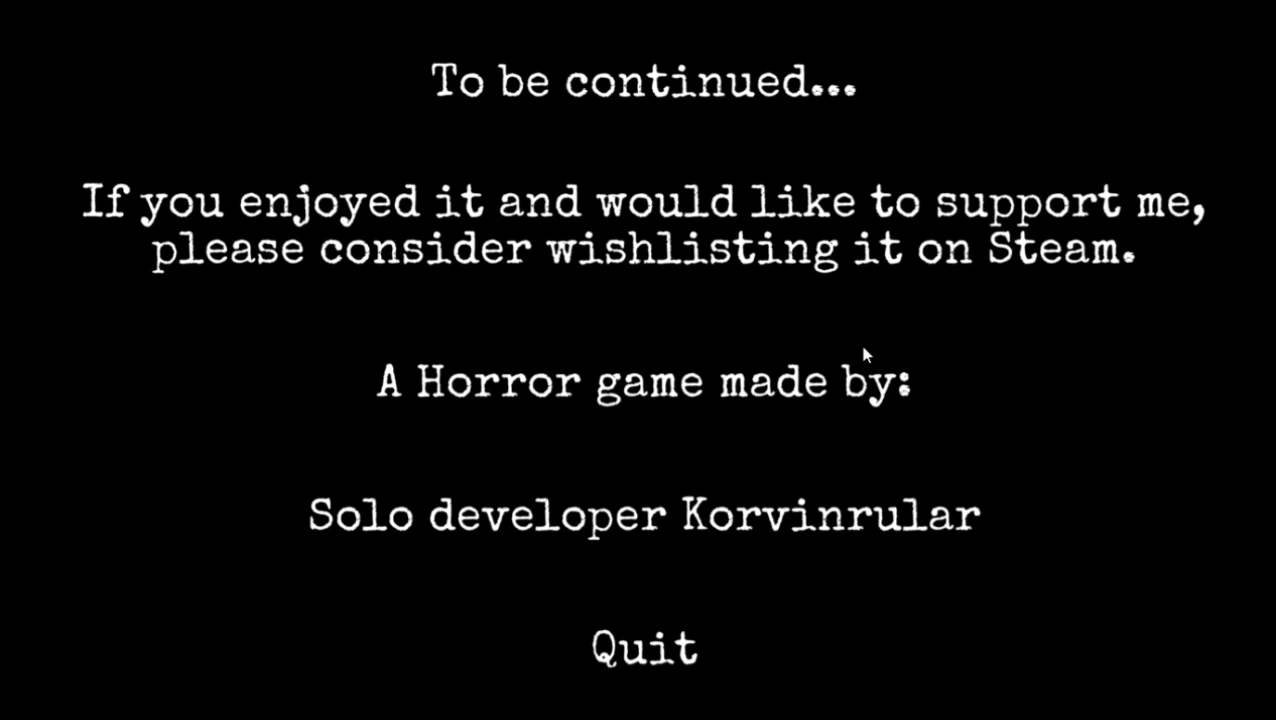 To be continued...
If you enjoyed it and would like to support me,
please consider wishlisting it on Steam.
A Horror game made by:
Solo developer Korvinrular
Quit